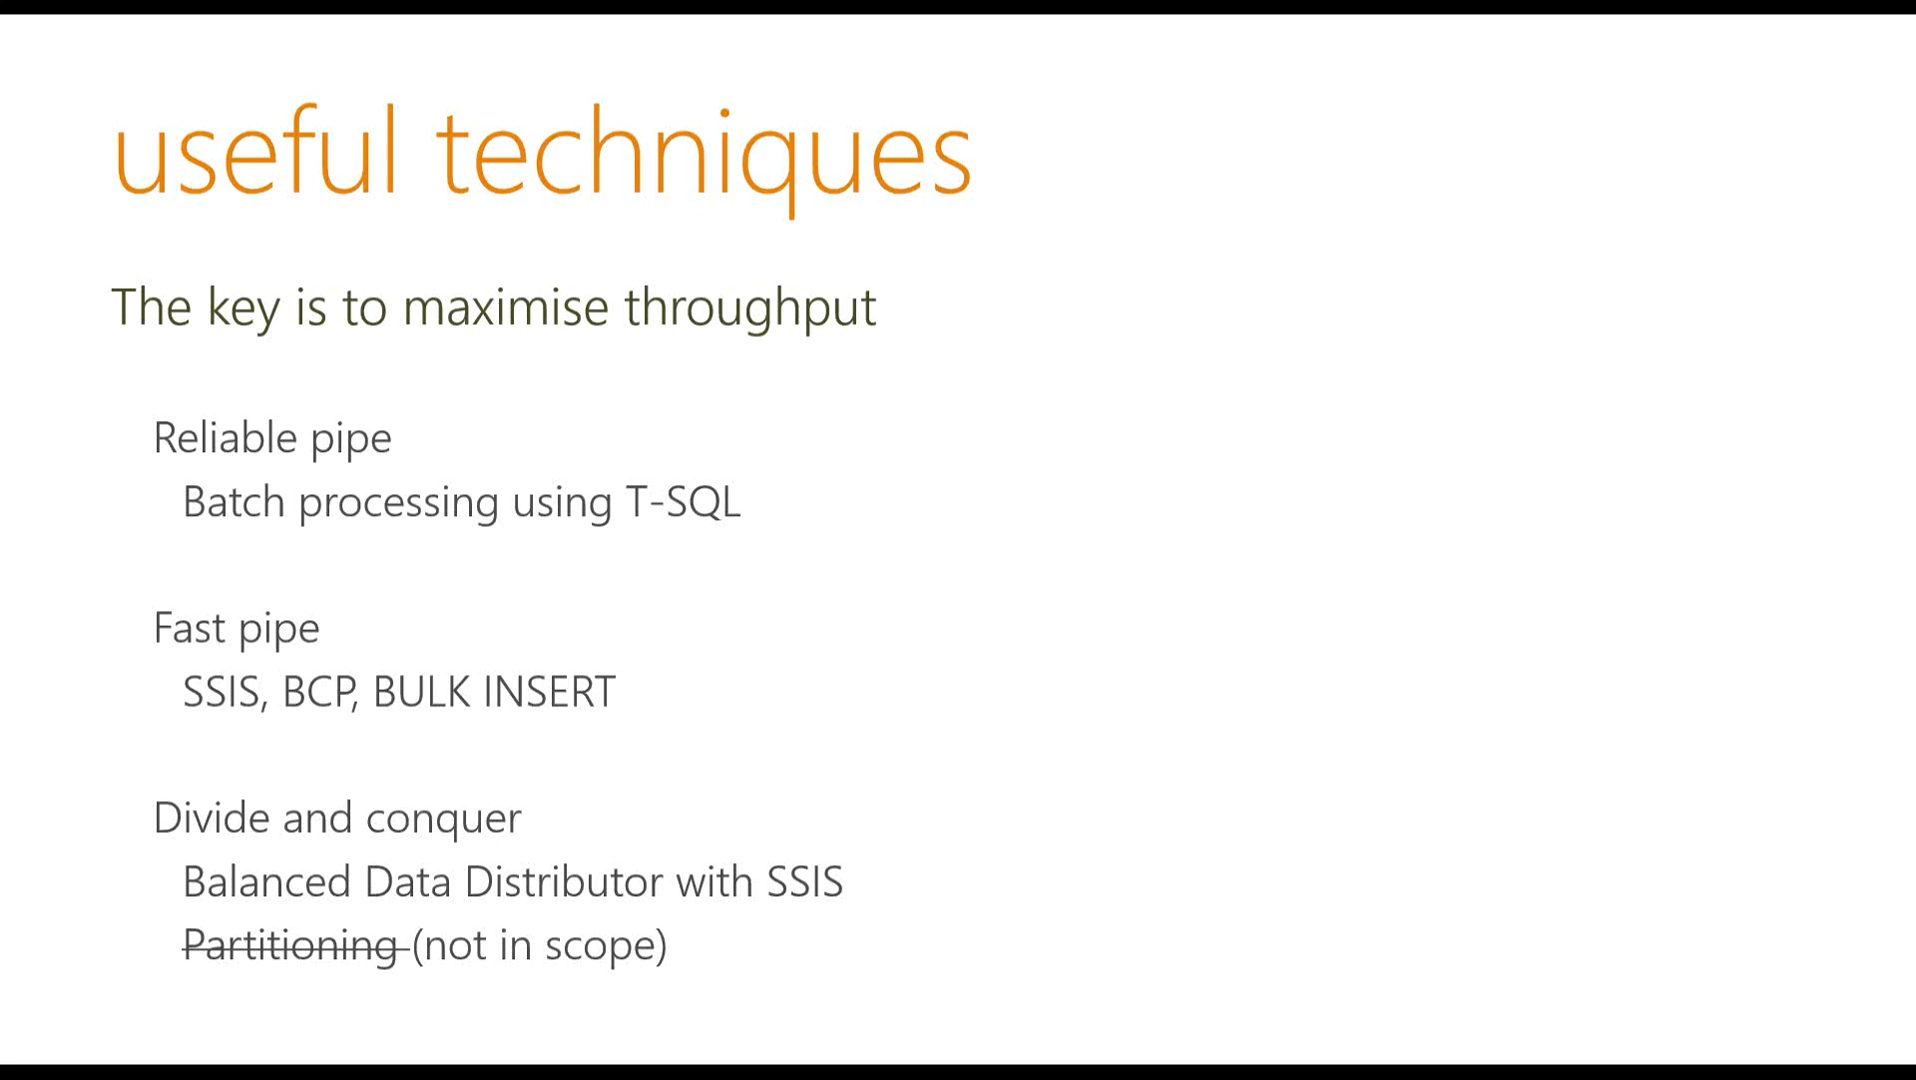 useful techniques
The key is to maximise throughput
Reliable pipe
Batch processing using T-SQL
Fast pipe
SSIS, BCP, BULK INSERT
Divide and conquer
Balanced Data Distributor with SSIS
Partitioning (not in scope)